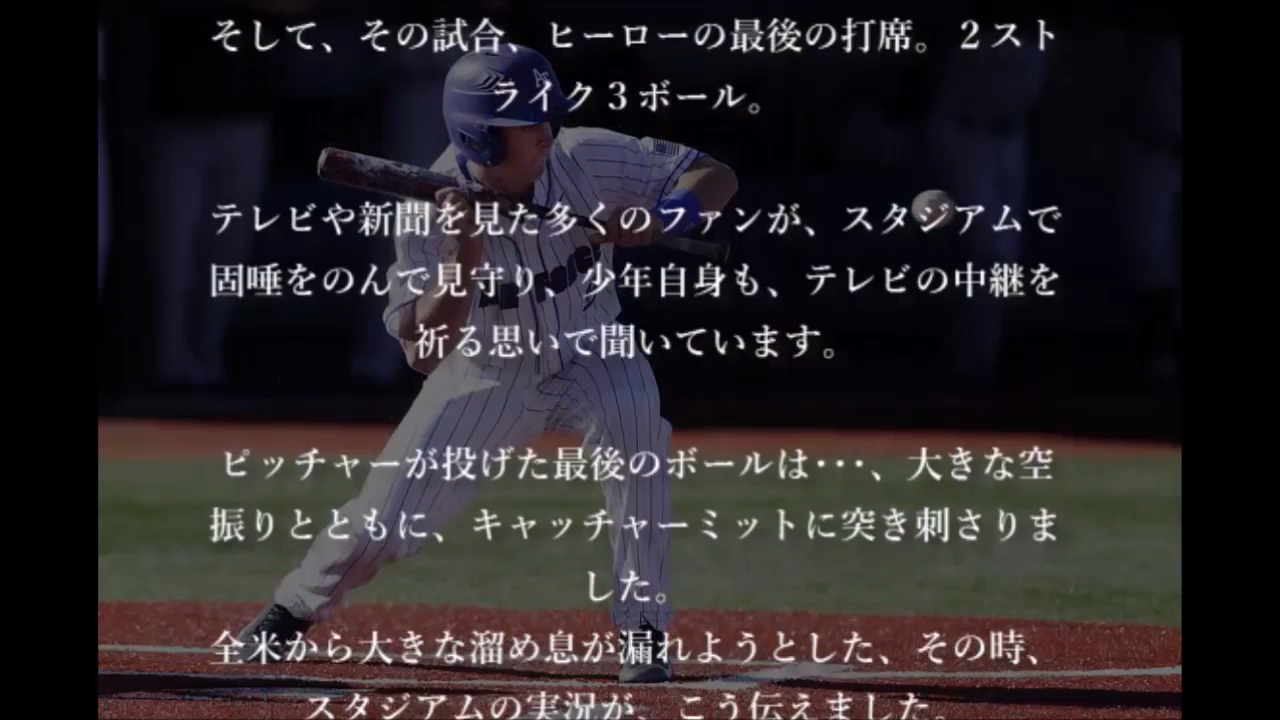 そして、その試合、ヒーローの最後の打席。２スト
ライク３ボール。
テレビや新聞を見た多くのファンが、スタジアムで
固唾をのんで見守り、少年自身も、テレビの中継を
祈る思いで聞いています。
ピッチャーが投げた最後のボールは･･･、大きな空
振りとともに、キャッチャーミットに突き刺さりま
した。
全米から大きな溜め息が漏れようとした、その時、
スタジアムの実況が、こう伝えました。